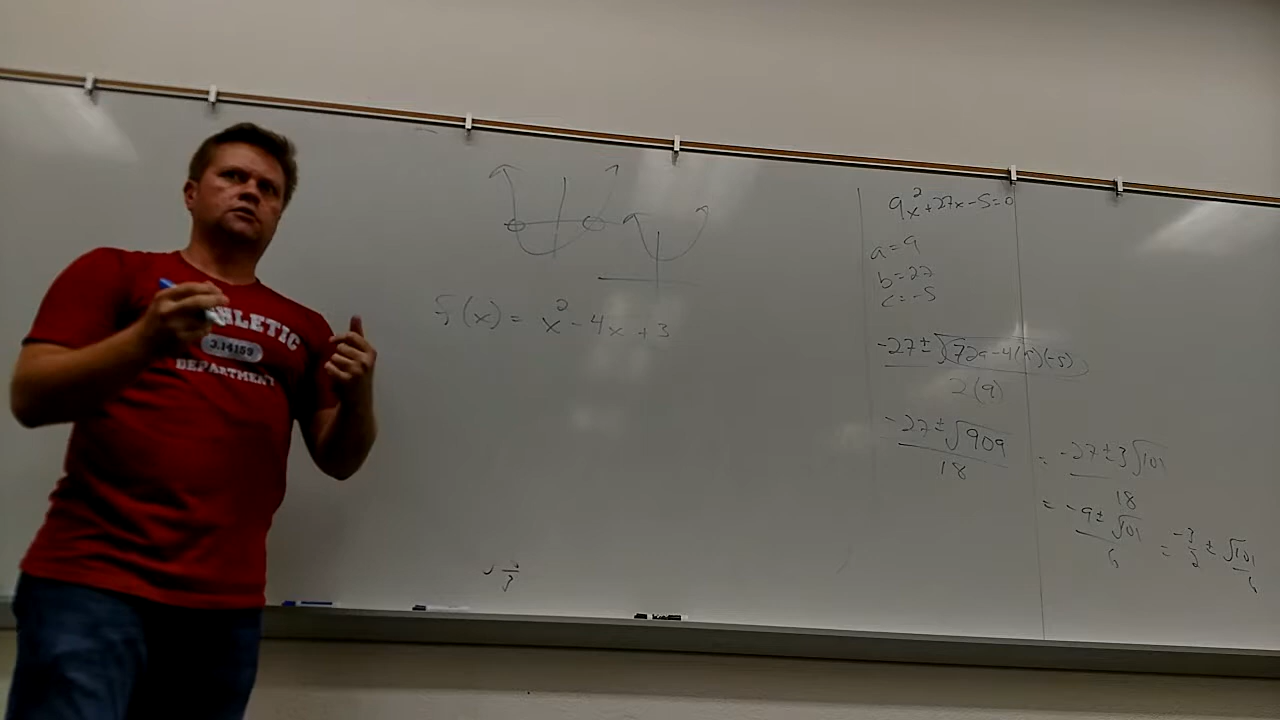 ATHLETIC
3.14159
DEPARTMENT
f(x) = x² - 4x + 3
9x² + 27x - 5 = 0
a = 9
b = 27
c = -5
-27 ± √729 - 4(9)(-5)
2(9)
-27 ± √909
18
= -27 ± 3√101
18
= -9 ± √101
6
= -3/2 ± √101/6